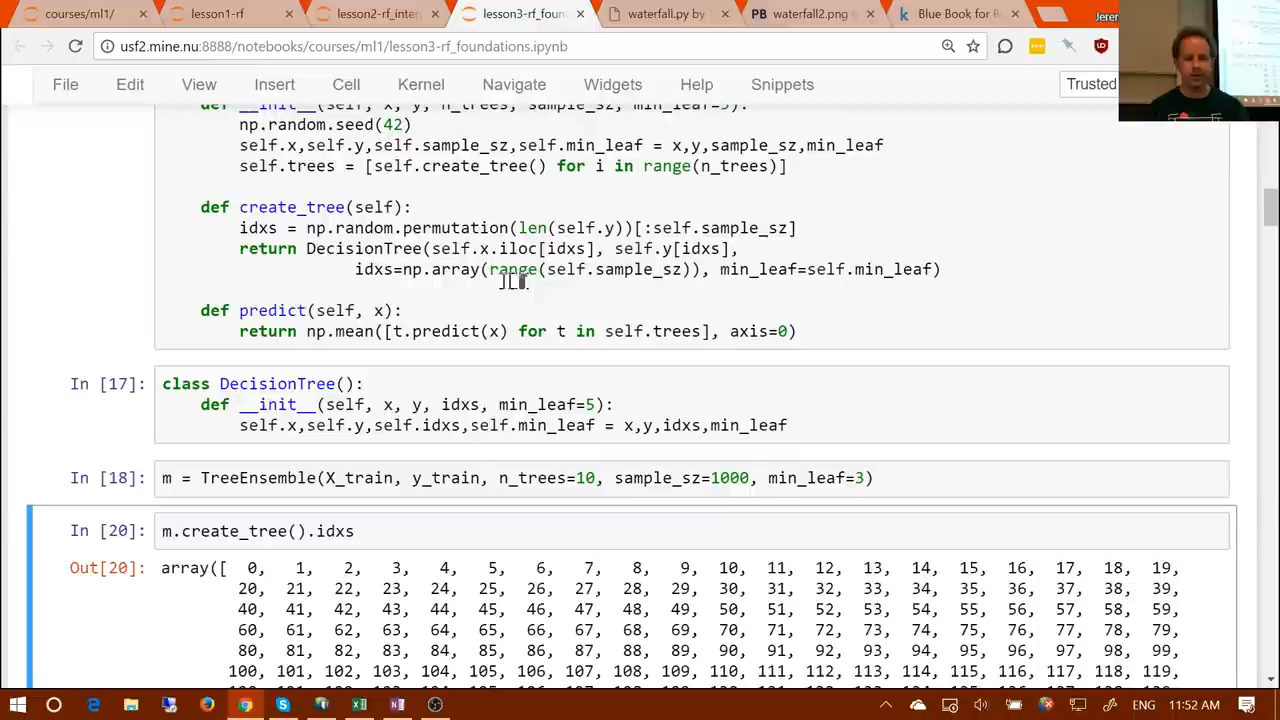 courses/ml1/
lesson1-rf
lesson2-rf_inter
lesson3-rf_fou
waterfall.py by
PB waterfall2.p
k Blue Book fo
Jerem
usf2.mine.nu:8888/notebooks/courses/ml1/lesson3-rf_foundations.ipynb
File Edit View Insert Cell Kernel Navigate Widgets Help Snippets Trusted
def __init__(self, x, y, n_trees, sample_sz, min_leaf=5):
np.random.seed(42)
self.x,self.y,self.sample_sz,self.min_leaf = x,y,sample_sz,min_leaf
self.trees = [self.create_tree() for i in range(n_trees)]
def create_tree(self):
idxs = np.random.permutation(len(self.y))[:self.sample_sz]
return DecisionTree(self.x.iloc[idxs], self.y[idxs],
idxs=np.array(range(self.sample_sz)), min_leaf=self.min_leaf)
def predict(self, x):
return np.mean([t.predict(x) for t in self.trees], axis=0)
In [17]: class DecisionTree():
def __init__(self, x, y, idxs, min_leaf=5):
self.x,self.y,self.idxs,self.min_leaf = x,y,idxs,min_leaf
In [18]: m = TreeEnsemble(X_train, y_train, n_trees=10, sample_sz=1000, min_leaf=3)
In [20]: m.create_tree().idxs
Out[20]: array([ 0, 1, 2, 3, 4, 5, 6, 7, 8, 9, 10, 11, 12, 13, 14, 15, 16, 17, 18, 19,
20, 21, 22, 23, 24, 25, 26, 27, 28, 29, 30, 31, 32, 33, 34, 35, 36, 37, 38, 39,
40, 41, 42, 43, 44, 45, 46, 47, 48, 49, 50, 51, 52, 53, 54, 55, 56, 57, 58, 59,
60, 61, 62, 63, 64, 65, 66, 67, 68, 69, 70, 71, 72, 73, 74, 75, 76, 77, 78, 79,
80, 81, 82, 83, 84, 85, 86, 87, 88, 89, 90, 91, 92, 93, 94, 95, 96, 97, 98, 99,
100, 101, 102, 103, 104, 105, 106, 107, 108, 109, 110, 111, 112, 113, 114, 115, 116, 117, 118, 119,
ENG 11:52 AM